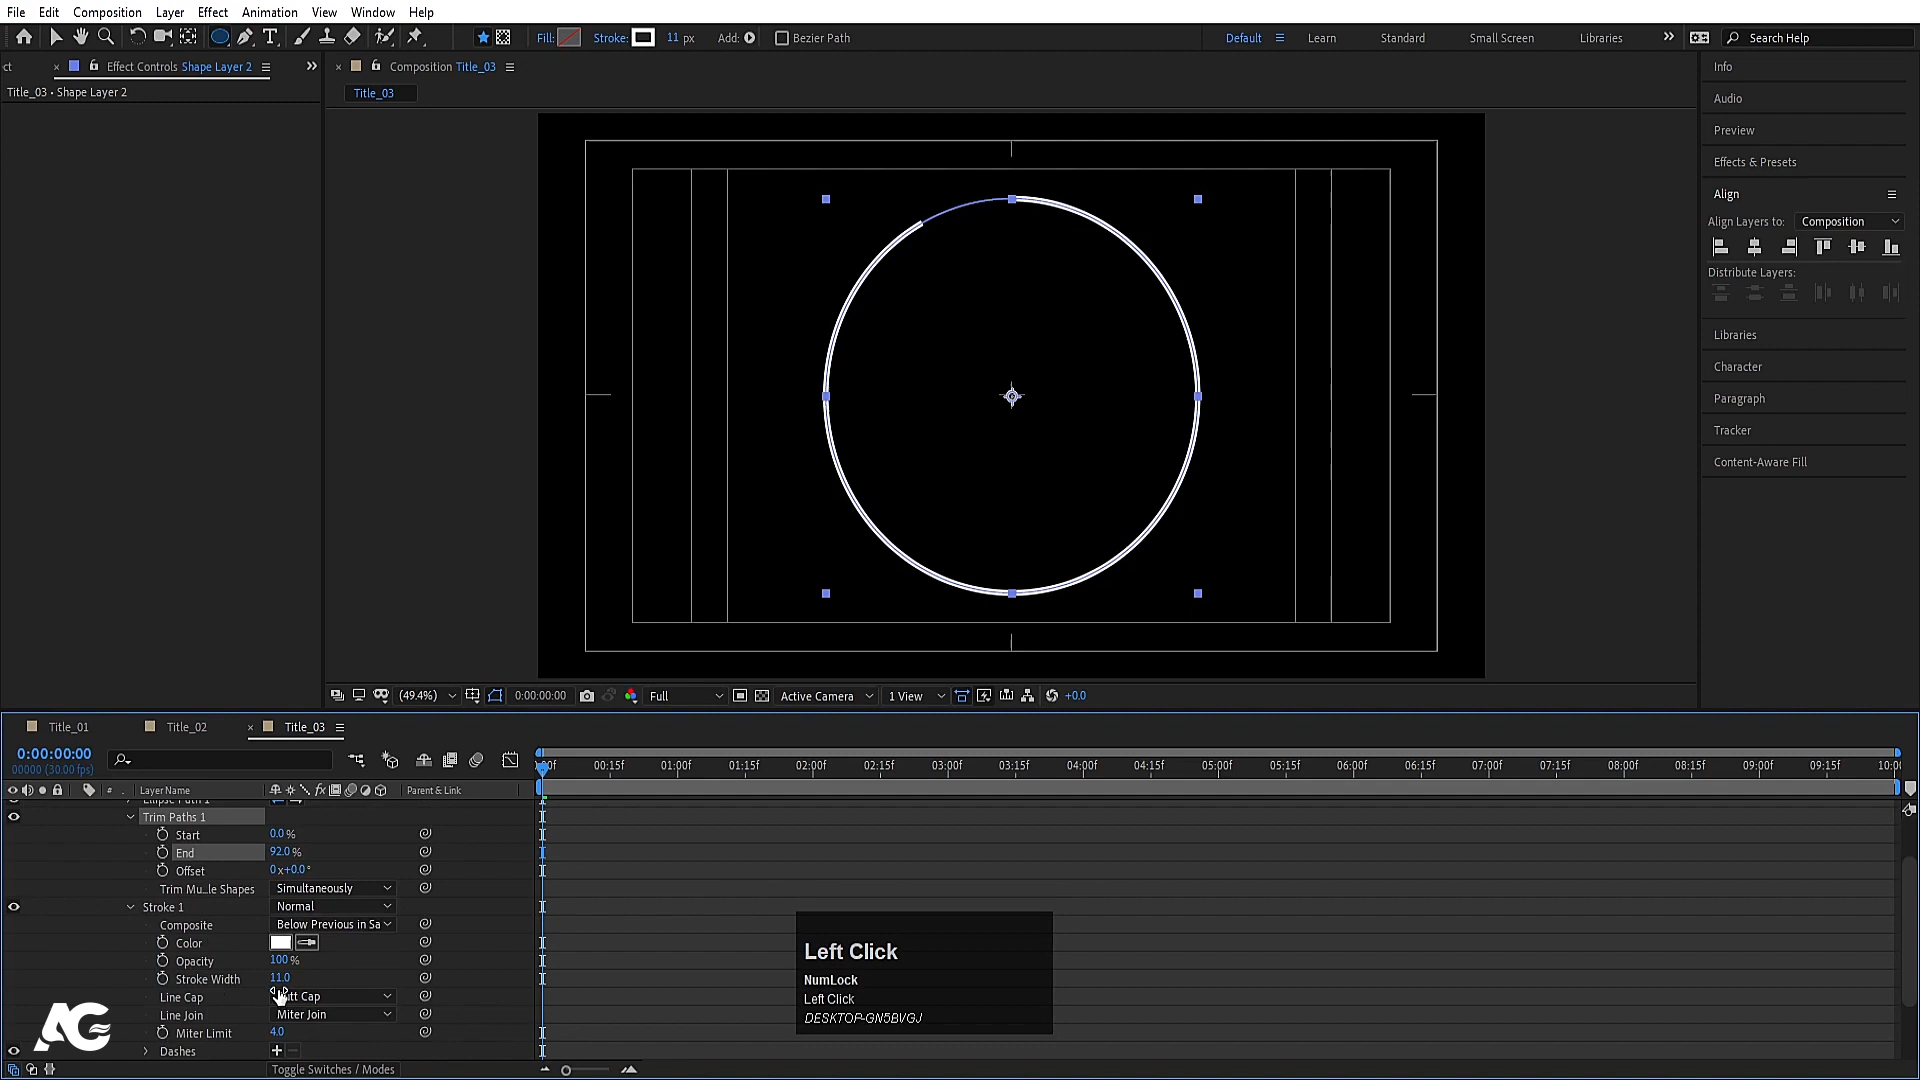 File Edit Composition Layer Effect Animation View Window Help
Fill: Stroke: 11 px Add: Bezier Path Default Learn Standard Small Screen Libraries Search Help
ct Effect Controls Shape Layer 2
Title_03 • Shape Layer 2
Composition Title_03
Title_03
Info
Audio
Preview
Effects & Presets
Align
Align Layers to: Composition
Distribute Layers:
Libraries
Character
Paragraph
Tracker
Content-Aware Fill
(49.4%) 0:00:00:00 Full Active Camera 1 View +0.0
Title_01 Title_02 Title_03
0:00:00:00
00000 (30.00 fps)
00:15f 01:00f 01:15f 02:00f 02:15f 03:00f 03:15f 04:00f 04:15f 05:00f 05:15f 06:00f 06:15f 07:00f 07:15f 08:00f 08:15f 09:00f 09:15f 10:0
# Layer Name Parent & Link
Ellipse Path 1
Trim Paths 1
Start 0.0 %
End 92.0 %
Offset 0x+0.0°
Trim Mu...le Shapes Simultaneously
Stroke 1 Normal
Composite Below Previous in Sa
Color
Opacity 100 %
Stroke Width 11.0
Line Cap Cap
Line Join Miter Join
Miter Limit 4.0
Dashes
Toggle Switches / Modes
Left Click
NumLock
Left Click
DESKTOP-GN5BVGJ
AG